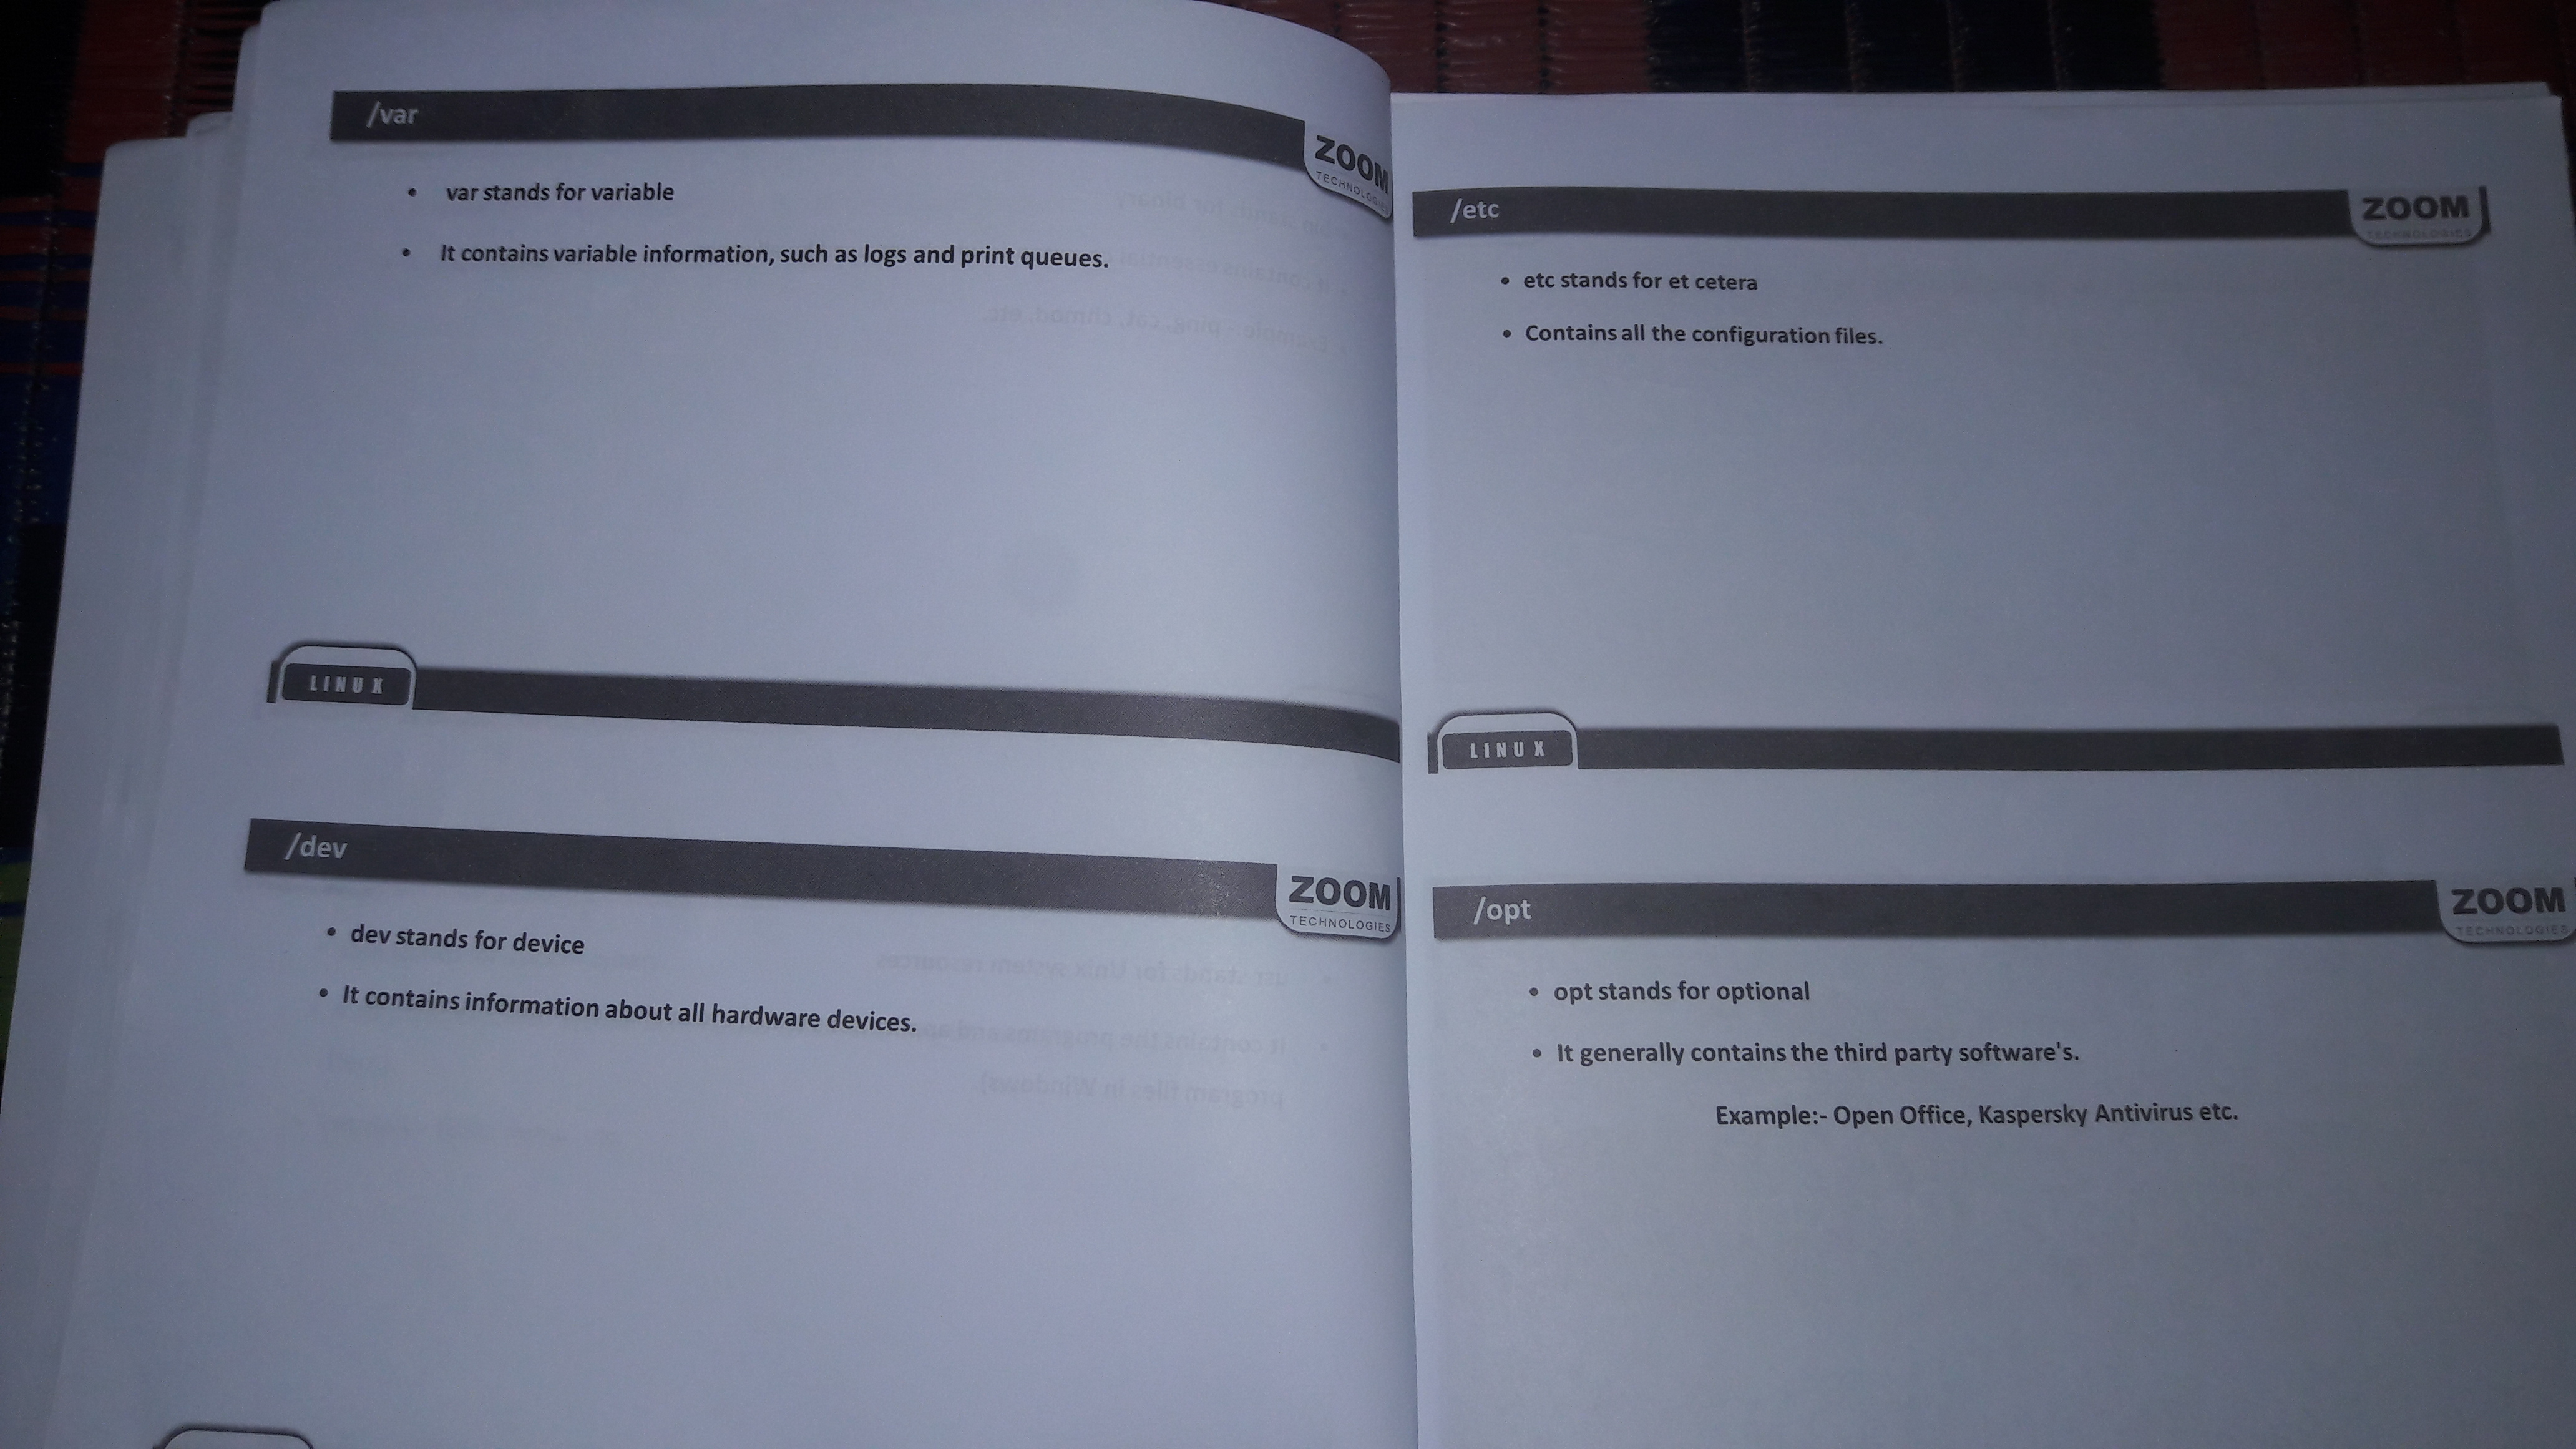 /var
ZOOM
TECHNOLOGIES
• var stands for variable
• It contains variable information, such as logs and print queues.
LINUX
/dev
ZOOM
TECHNOLOGIES
• dev stands for device
• It contains information about all hardware devices.
/etc
ZOOM
TECHNOLOGIES
• etc stands for et cetera
• Contains all the configuration files.
LINUX
/opt
ZOOM
TECHNOLOGIES
• opt stands for optional
• It generally contains the third party software's.
Example:- Open Office, Kaspersky Antivirus etc.